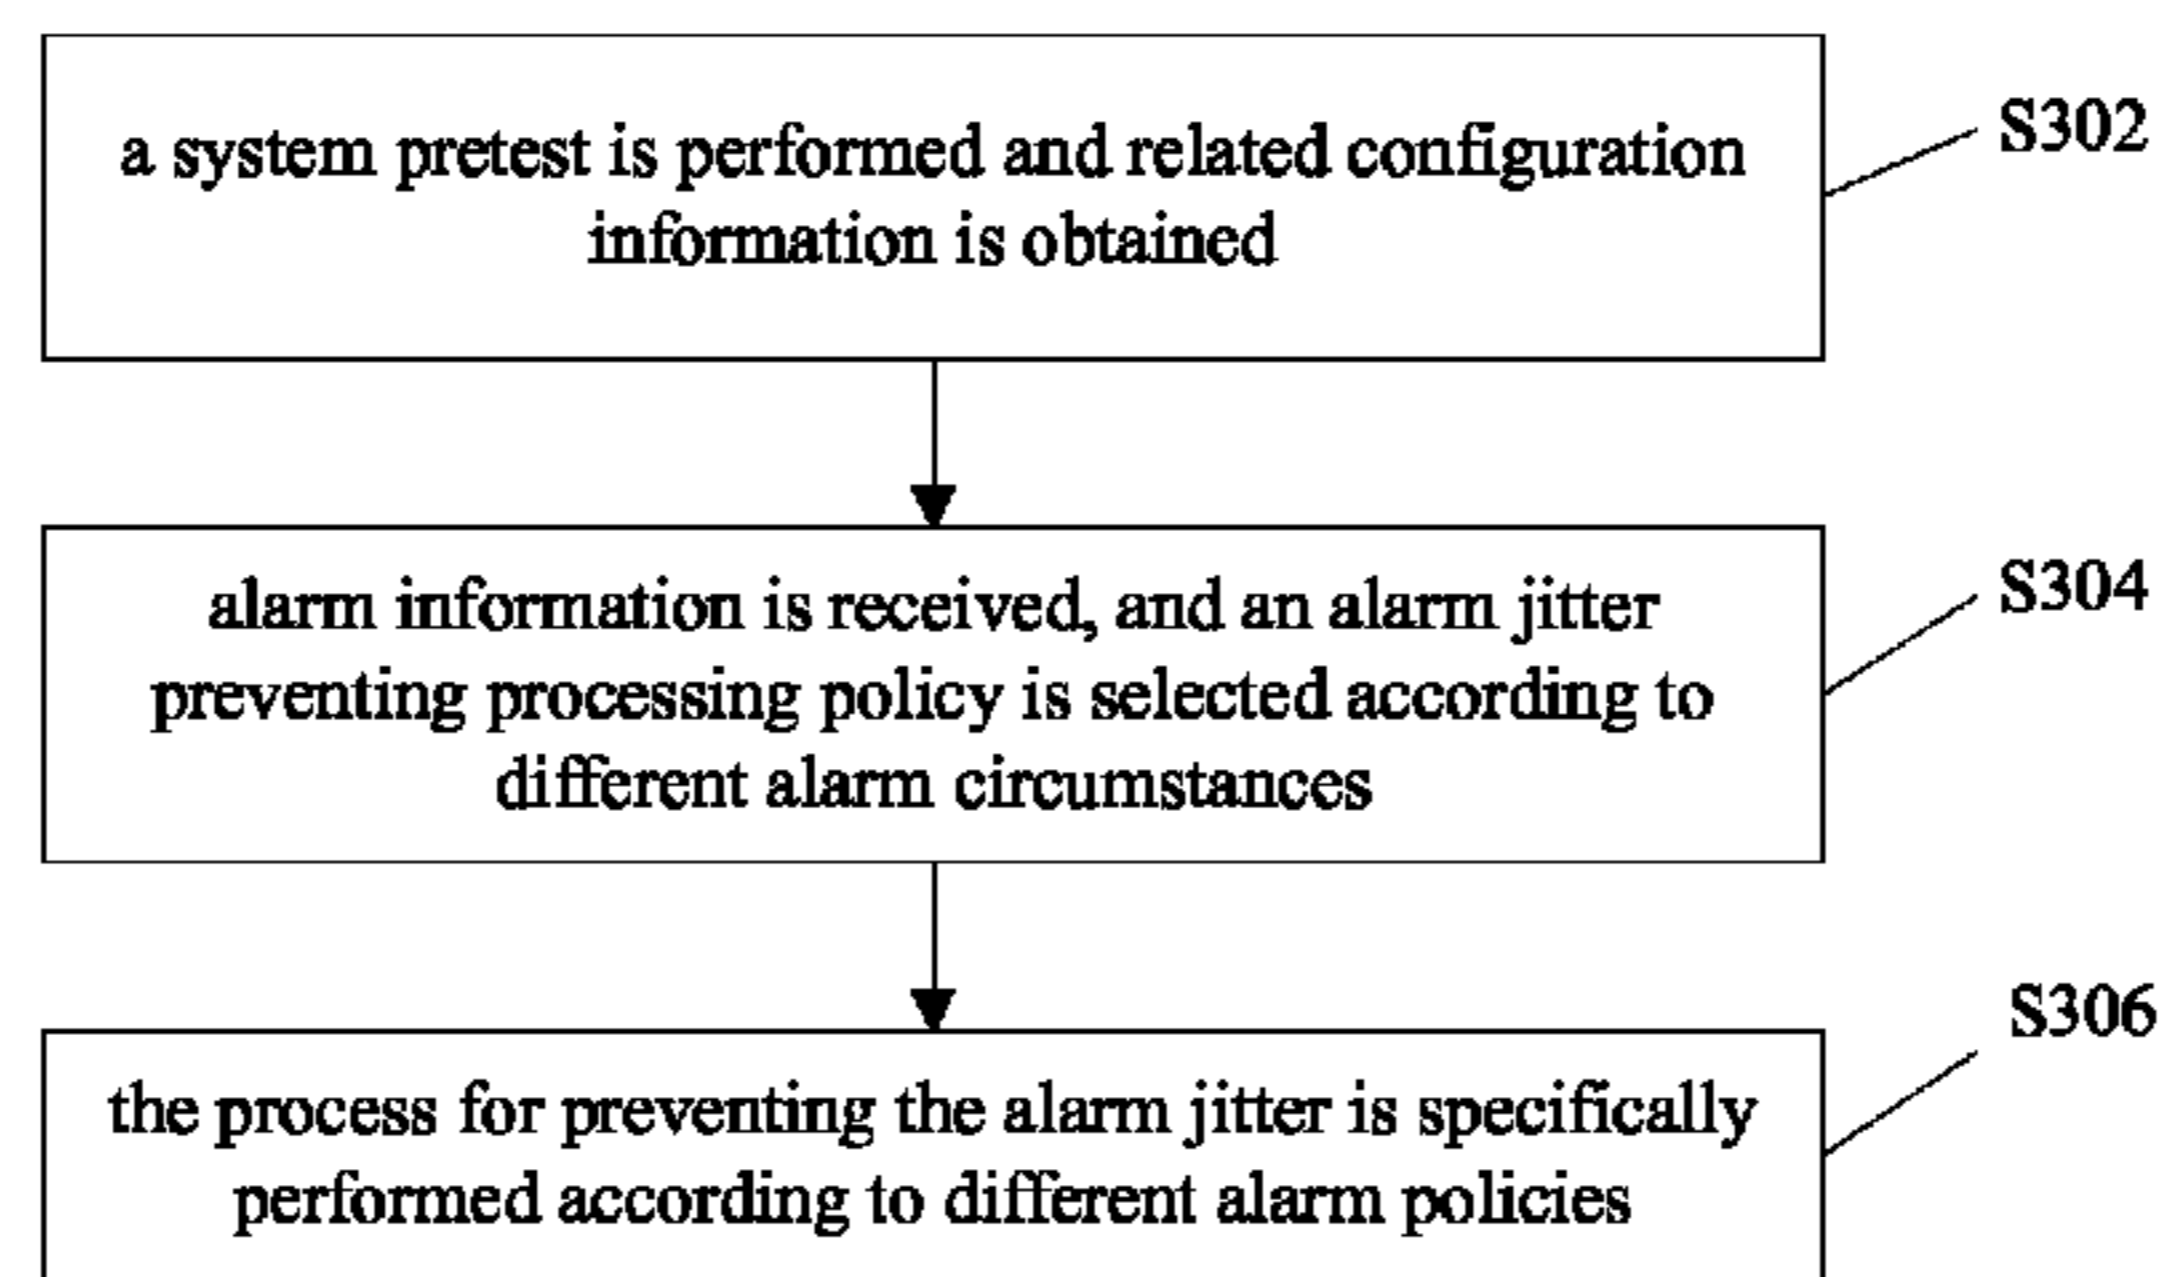 a system pretest is performed and related configuration
information is obtained
S302
alarm information is received, and an alarm jitter
preventing processing policy is selected according to
different alarm circumstances
S304
the process for preventing the alarm jitter is specifically
performed according to different alarm policies
S306